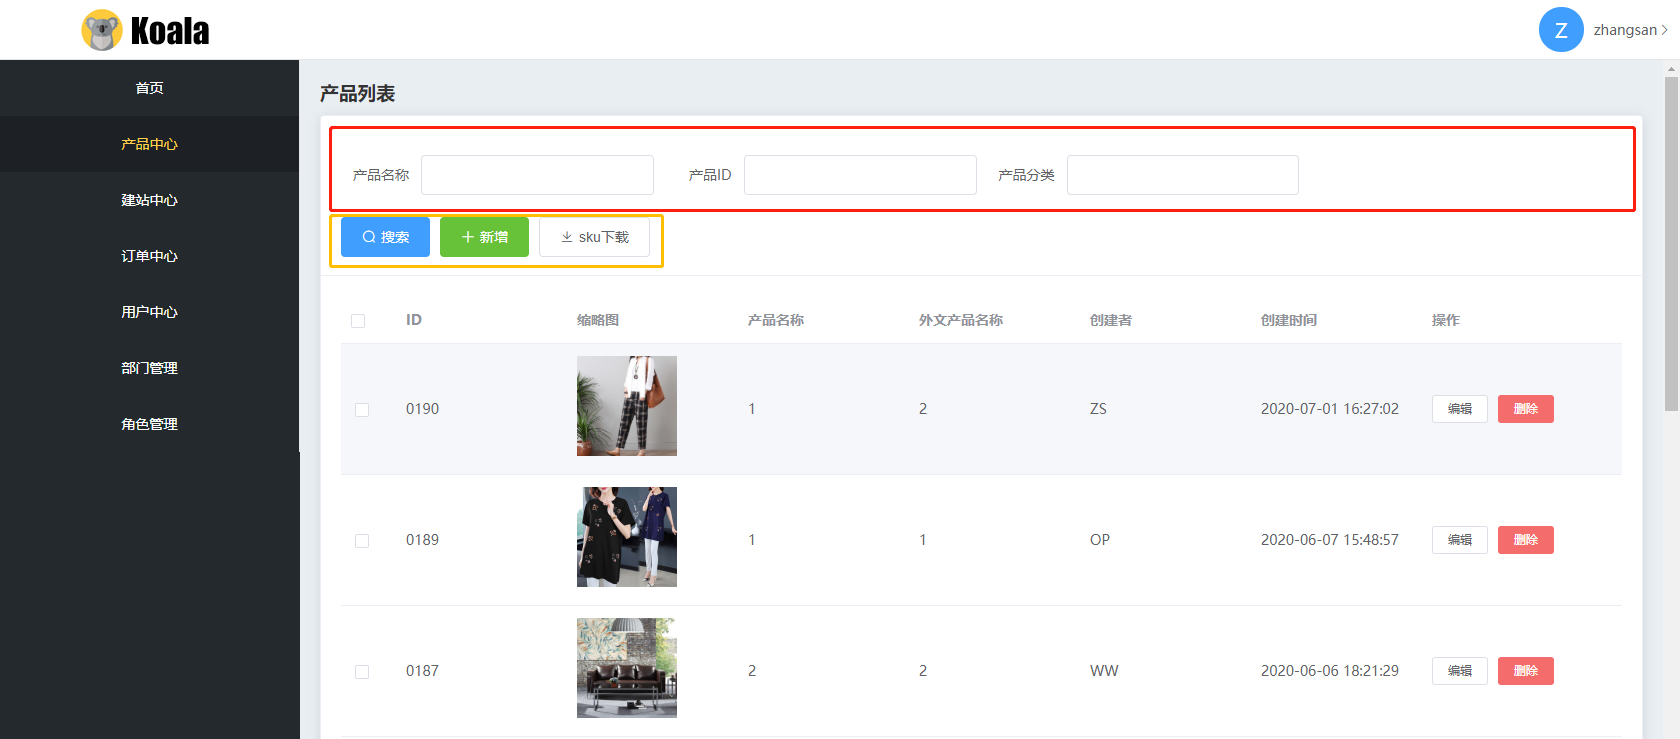 Koala
Z zhangsan
首页
产品中心
建站中心
订单中心
用户中心
部门管理
角色管理
产品列表
产品名称 产品ID 产品分类
搜索 新增 sku下载
ID 缩略图 产品名称 外文产品名称 创建者 创建时间 操作
0190 1 2 ZS 2020-07-01 16:27:02 编辑 删除
0189 1 1 OP 2020-06-07 15:48:57 编辑 删除
0187 2 2 WW 2020-06-06 18:21:29 编辑 删除